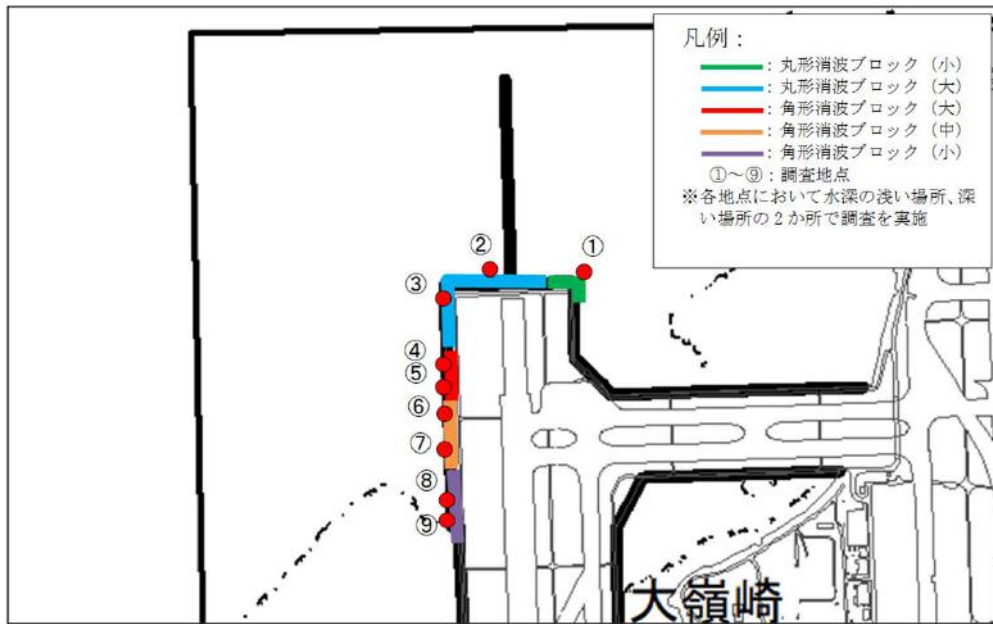 凡例：
：丸形消波ブロック（小）
：丸形消波ブロック（大）
：角形消波ブロック（大）
：角形消波ブロック（中）
：角形消波ブロック（小）
①～⑨：調査地点
※各地点において水深の浅い場所、深
い場所の２か所で調査を実施
①
②
③
④
⑤
⑥
⑦
⑧
⑨
大嶺崎